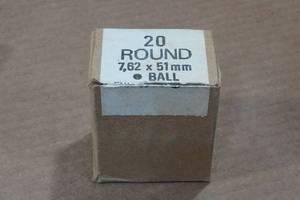 20
ROUND
7,62 x 51mm
● BALL